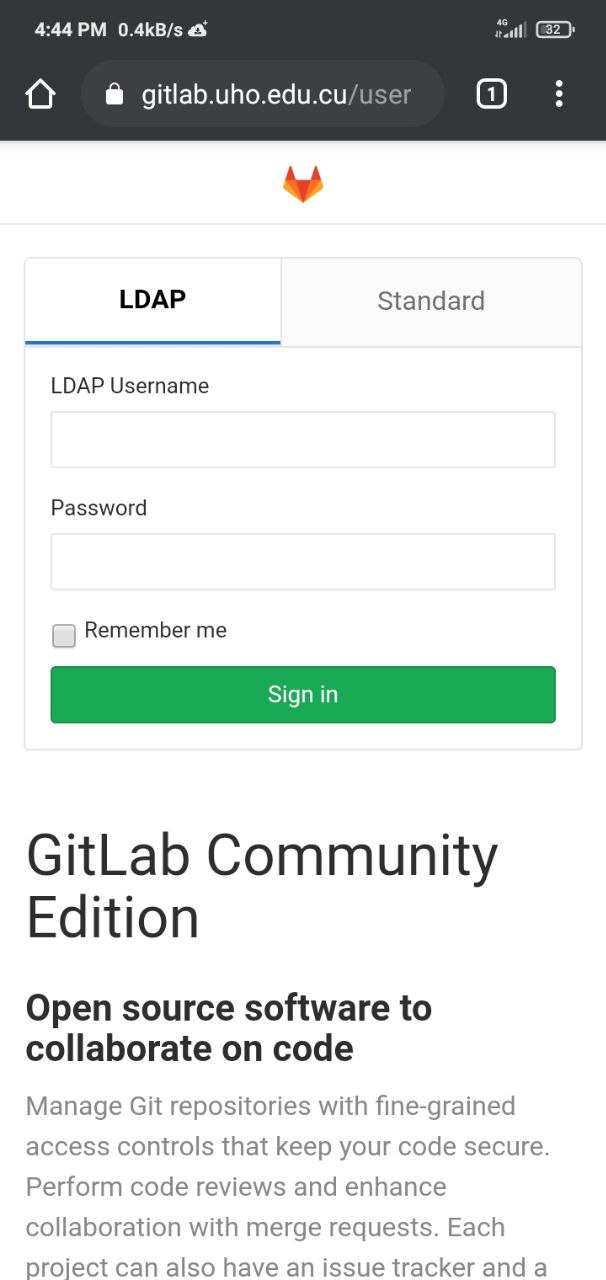 4:44 PM 0.4kB/s 4G 32
gitlab.uho.edu.cu/user 1
LDAP Standard
LDAP Username
Password
Remember me
Sign in
GitLab Community
Edition
Open source software to
collaborate on code
Manage Git repositories with fine-grained
access controls that keep your code secure.
Perform code reviews and enhance
collaboration with merge requests. Each
project can also have an issue tracker and a